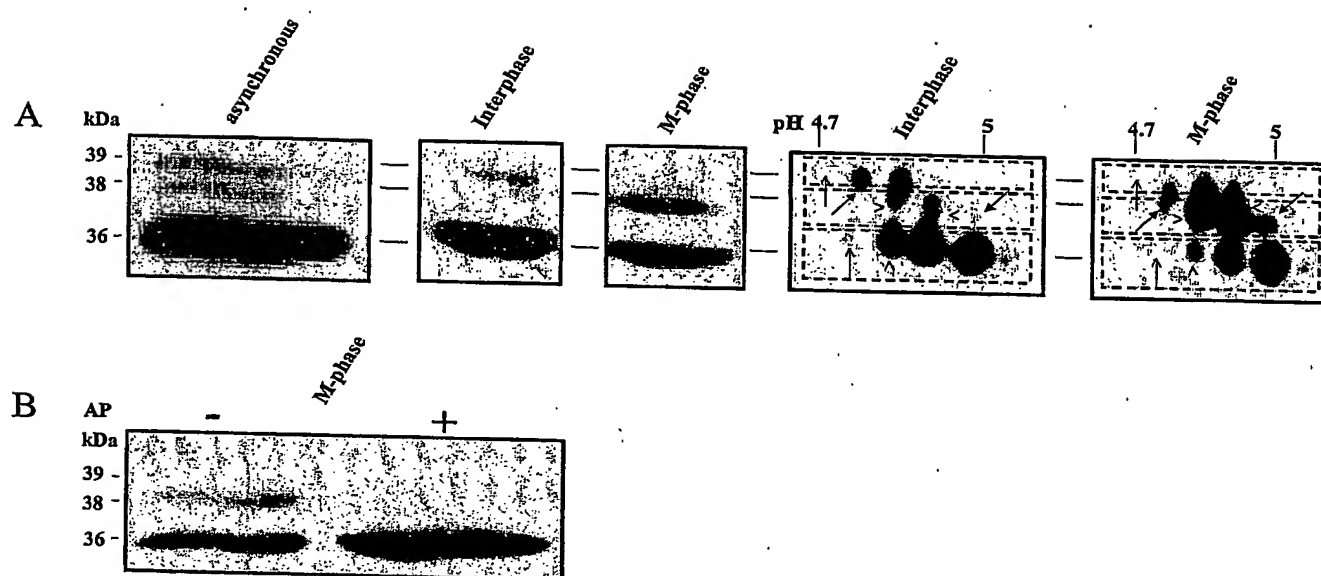 A
kDa
39 -
38 -
36 -
asynchronous
Interphase
M-phase
pH 4.7
Interphase
5
4.7
M-phase
5
B
AP
-
M-phase
+
kDa
39 -
38 -
36 -